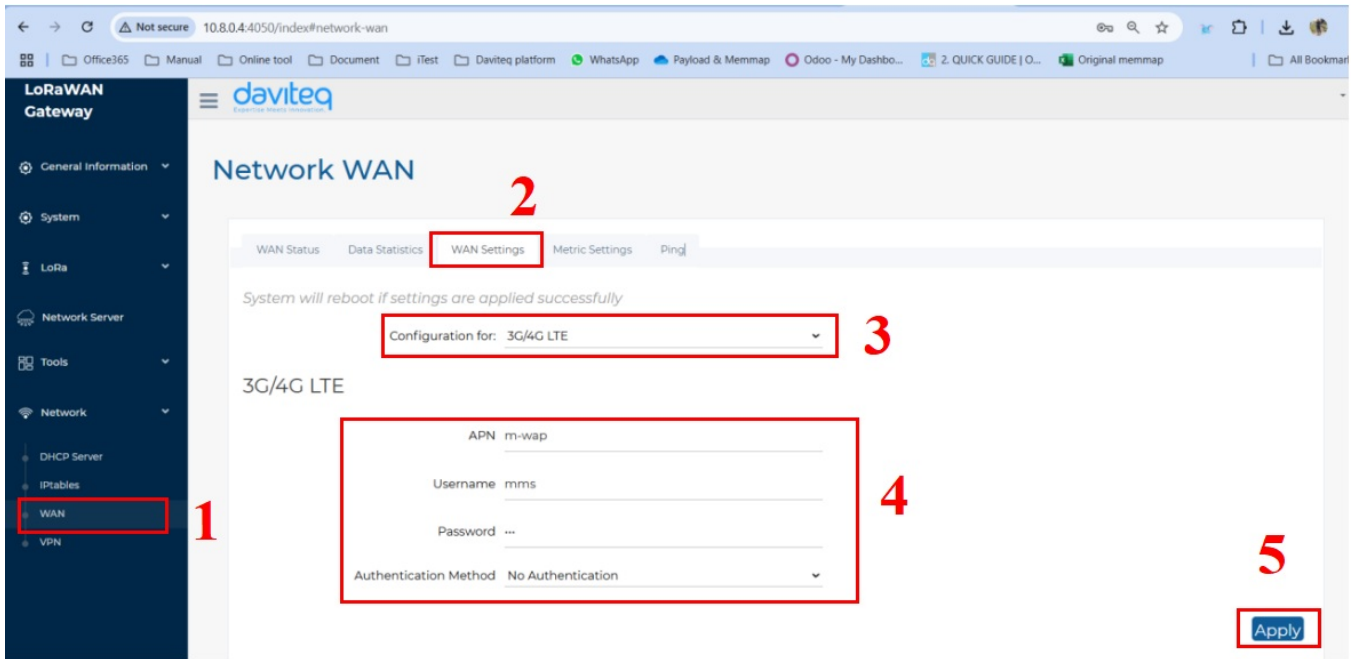 Not secure 10.8.0.4:4050/index#network-wan
Office365 Manual Online tool Document iTest Daviteq platform WhatsApp Payload & Memmap Odoo - My Dashbo... 2. QUICK GUIDE | O... Original memmap All Bookmar
LoRaWAN
Gateway
daviteq
Expertise Meets Innovation
General Information
System
LoRa
Network Server
Tools
Network
DHCP Server
IPtables
WAN
VPN
1
Network WAN
2
WAN Status Data Statistics WAN Settings Metric Settings Ping
System will reboot if settings are applied successfully
Configuration for: 3G/4G LTE
3
3G/4G LTE
APN m-wap
Username mms
Password ···
Authentication Method No Authentication
4
5
Apply